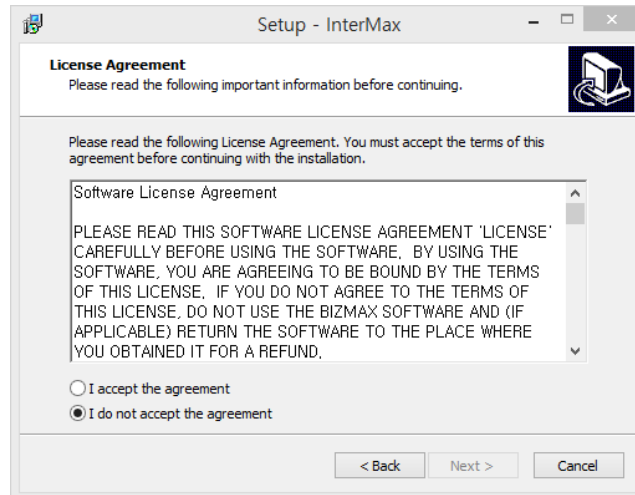 Setup - InterMax
License Agreement
Please read the following important information before continuing.
Please read the following License Agreement. You must accept the terms of this
agreement before continuing with the installation.
Software License Agreement
PLEASE READ THIS SOFTWARE LICENSE AGREEMENT 'LICENSE'
CAREFULLY BEFORE USING THE SOFTWARE, BY USING THE
SOFTWARE, YOU ARE AGREEING TO BE BOUND BY THE TERMS
OF THIS LICENSE, IF YOU DO NOT AGREE TO THE TERMS OF
THIS LICENSE, DO NOT USE THE BIZMAX SOFTWARE AND (IF
APPLICABLE) RETURN THE SOFTWARE TO THE PLACE WHERE
YOU OBTAINED IT FOR A REFUND,
I accept the agreement
I do not accept the agreement
< Back Next > Cancel